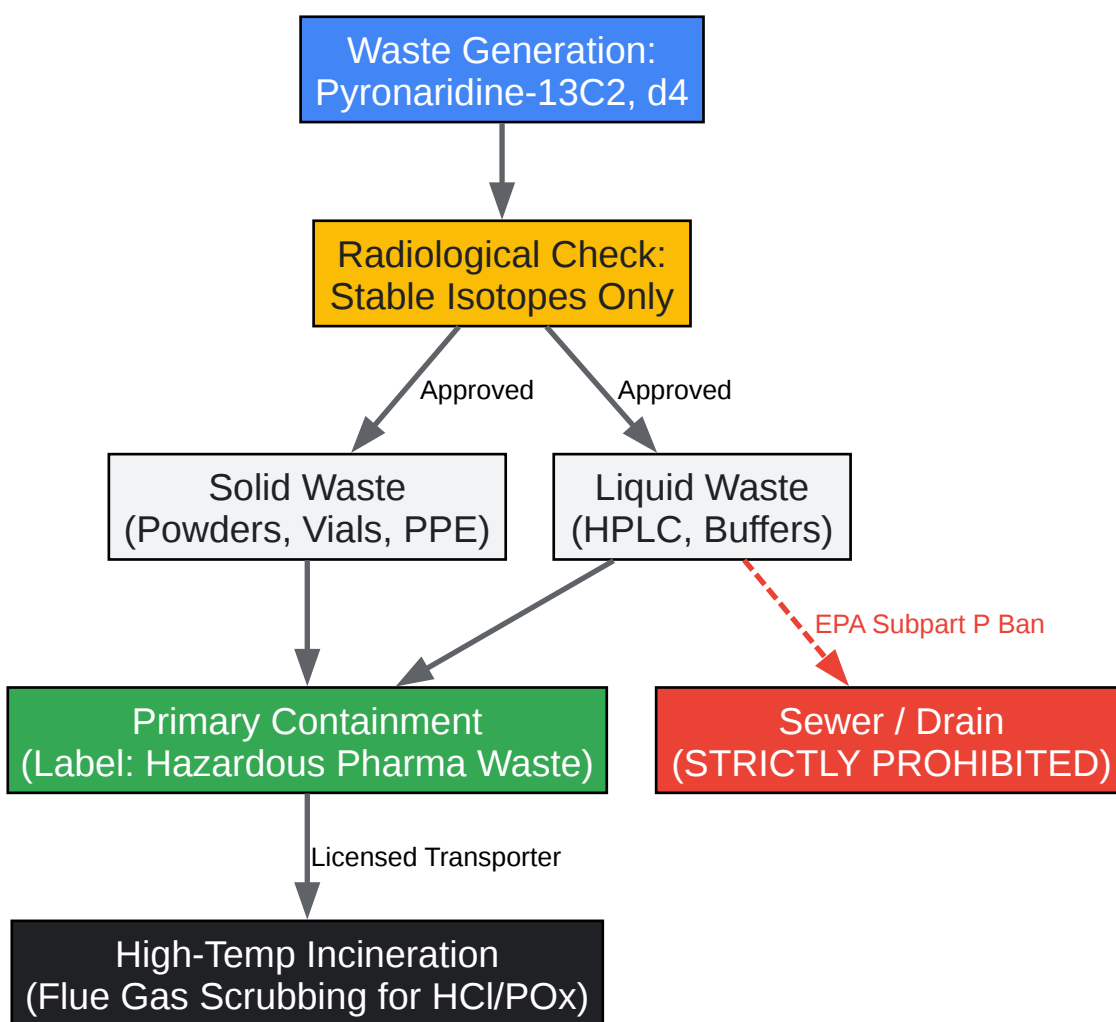 Waste Generation:
Pyronaridine-13C2, d4
Radiological Check:
Stable Isotopes Only
Approved
Approved
Solid Waste
(Powders, Vials, PPE)
Liquid Waste
(HPLC, Buffers)
EPA Subpart P Ban
Primary Containment
(Label: Hazardous Pharma Waste)
Sewer / Drain
(STRICTLY PROHIBITED)
Licensed Transporter
High-Temp Incineration
(Flue Gas Scrubbing for HCl/POx)